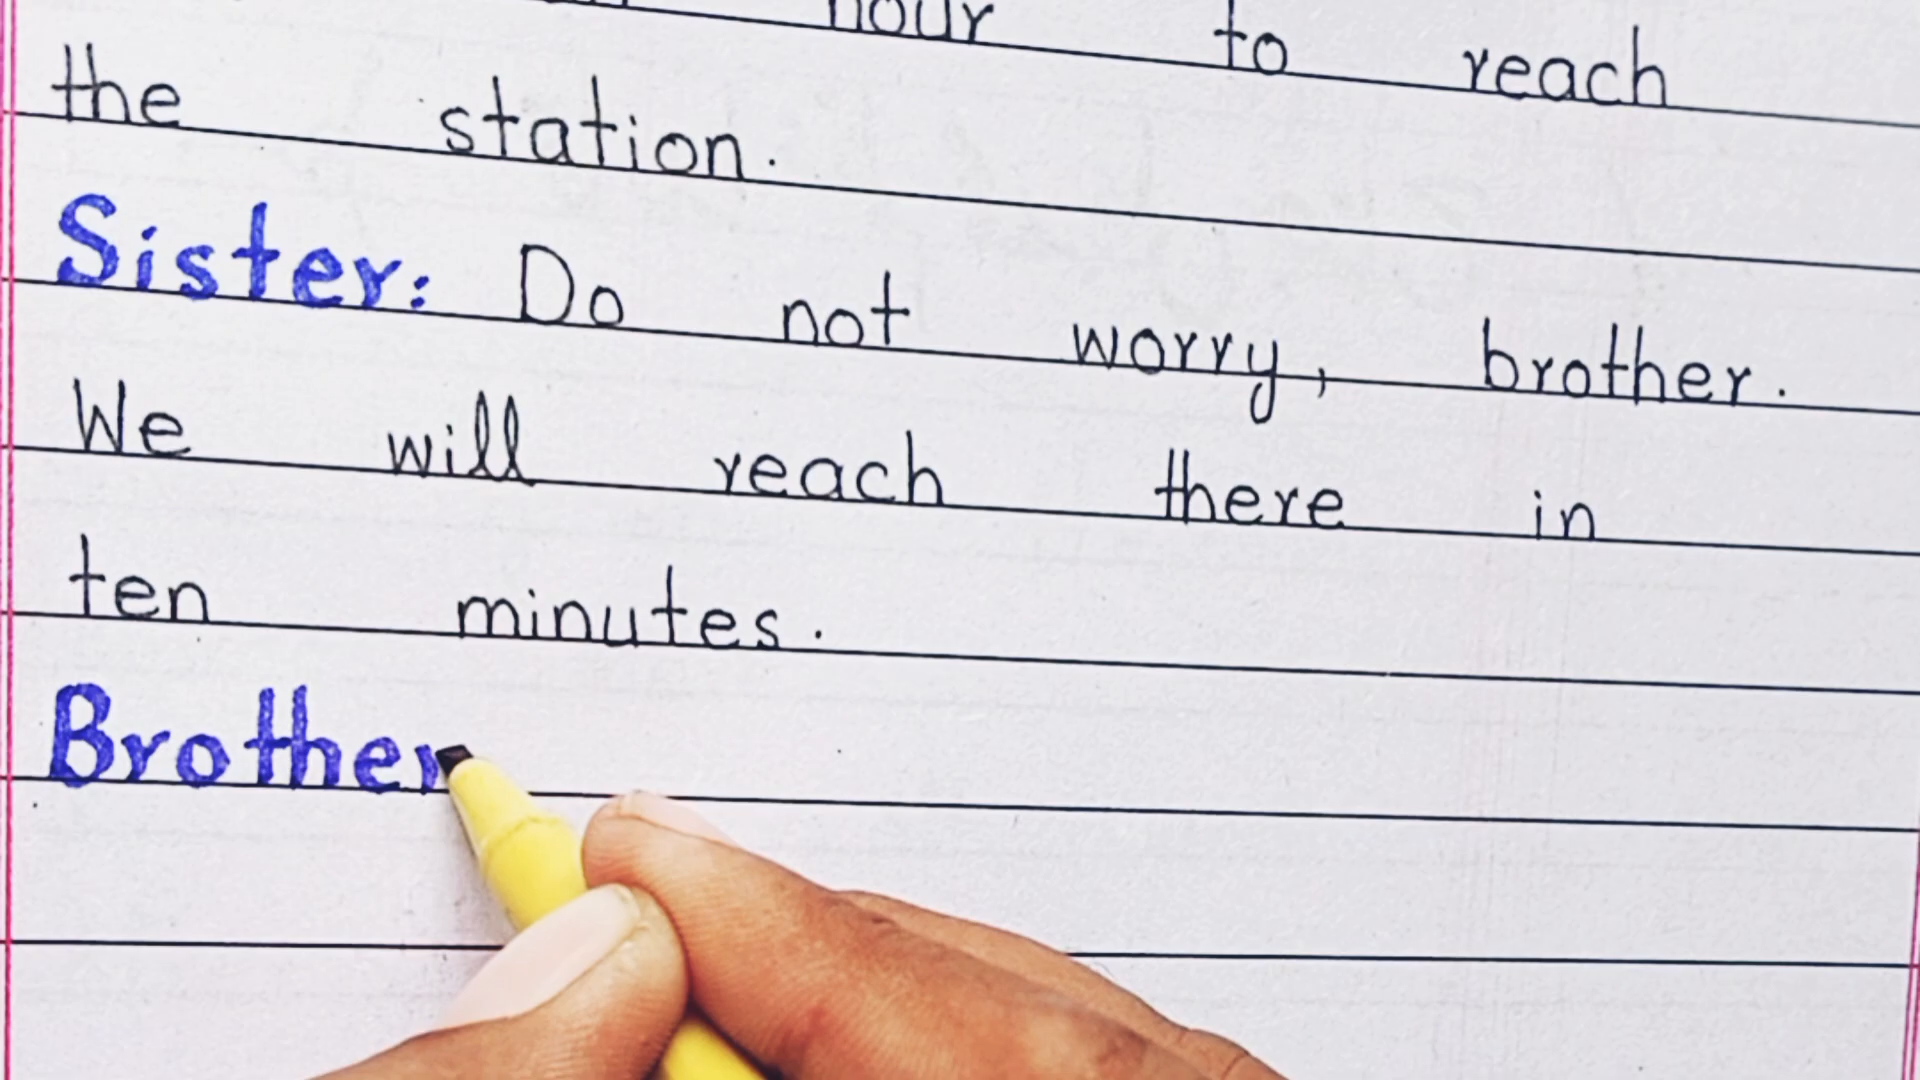 hour to reach
the station.
Sister: Do not worry, brother.
We will reach there in
ten minutes.
Brother